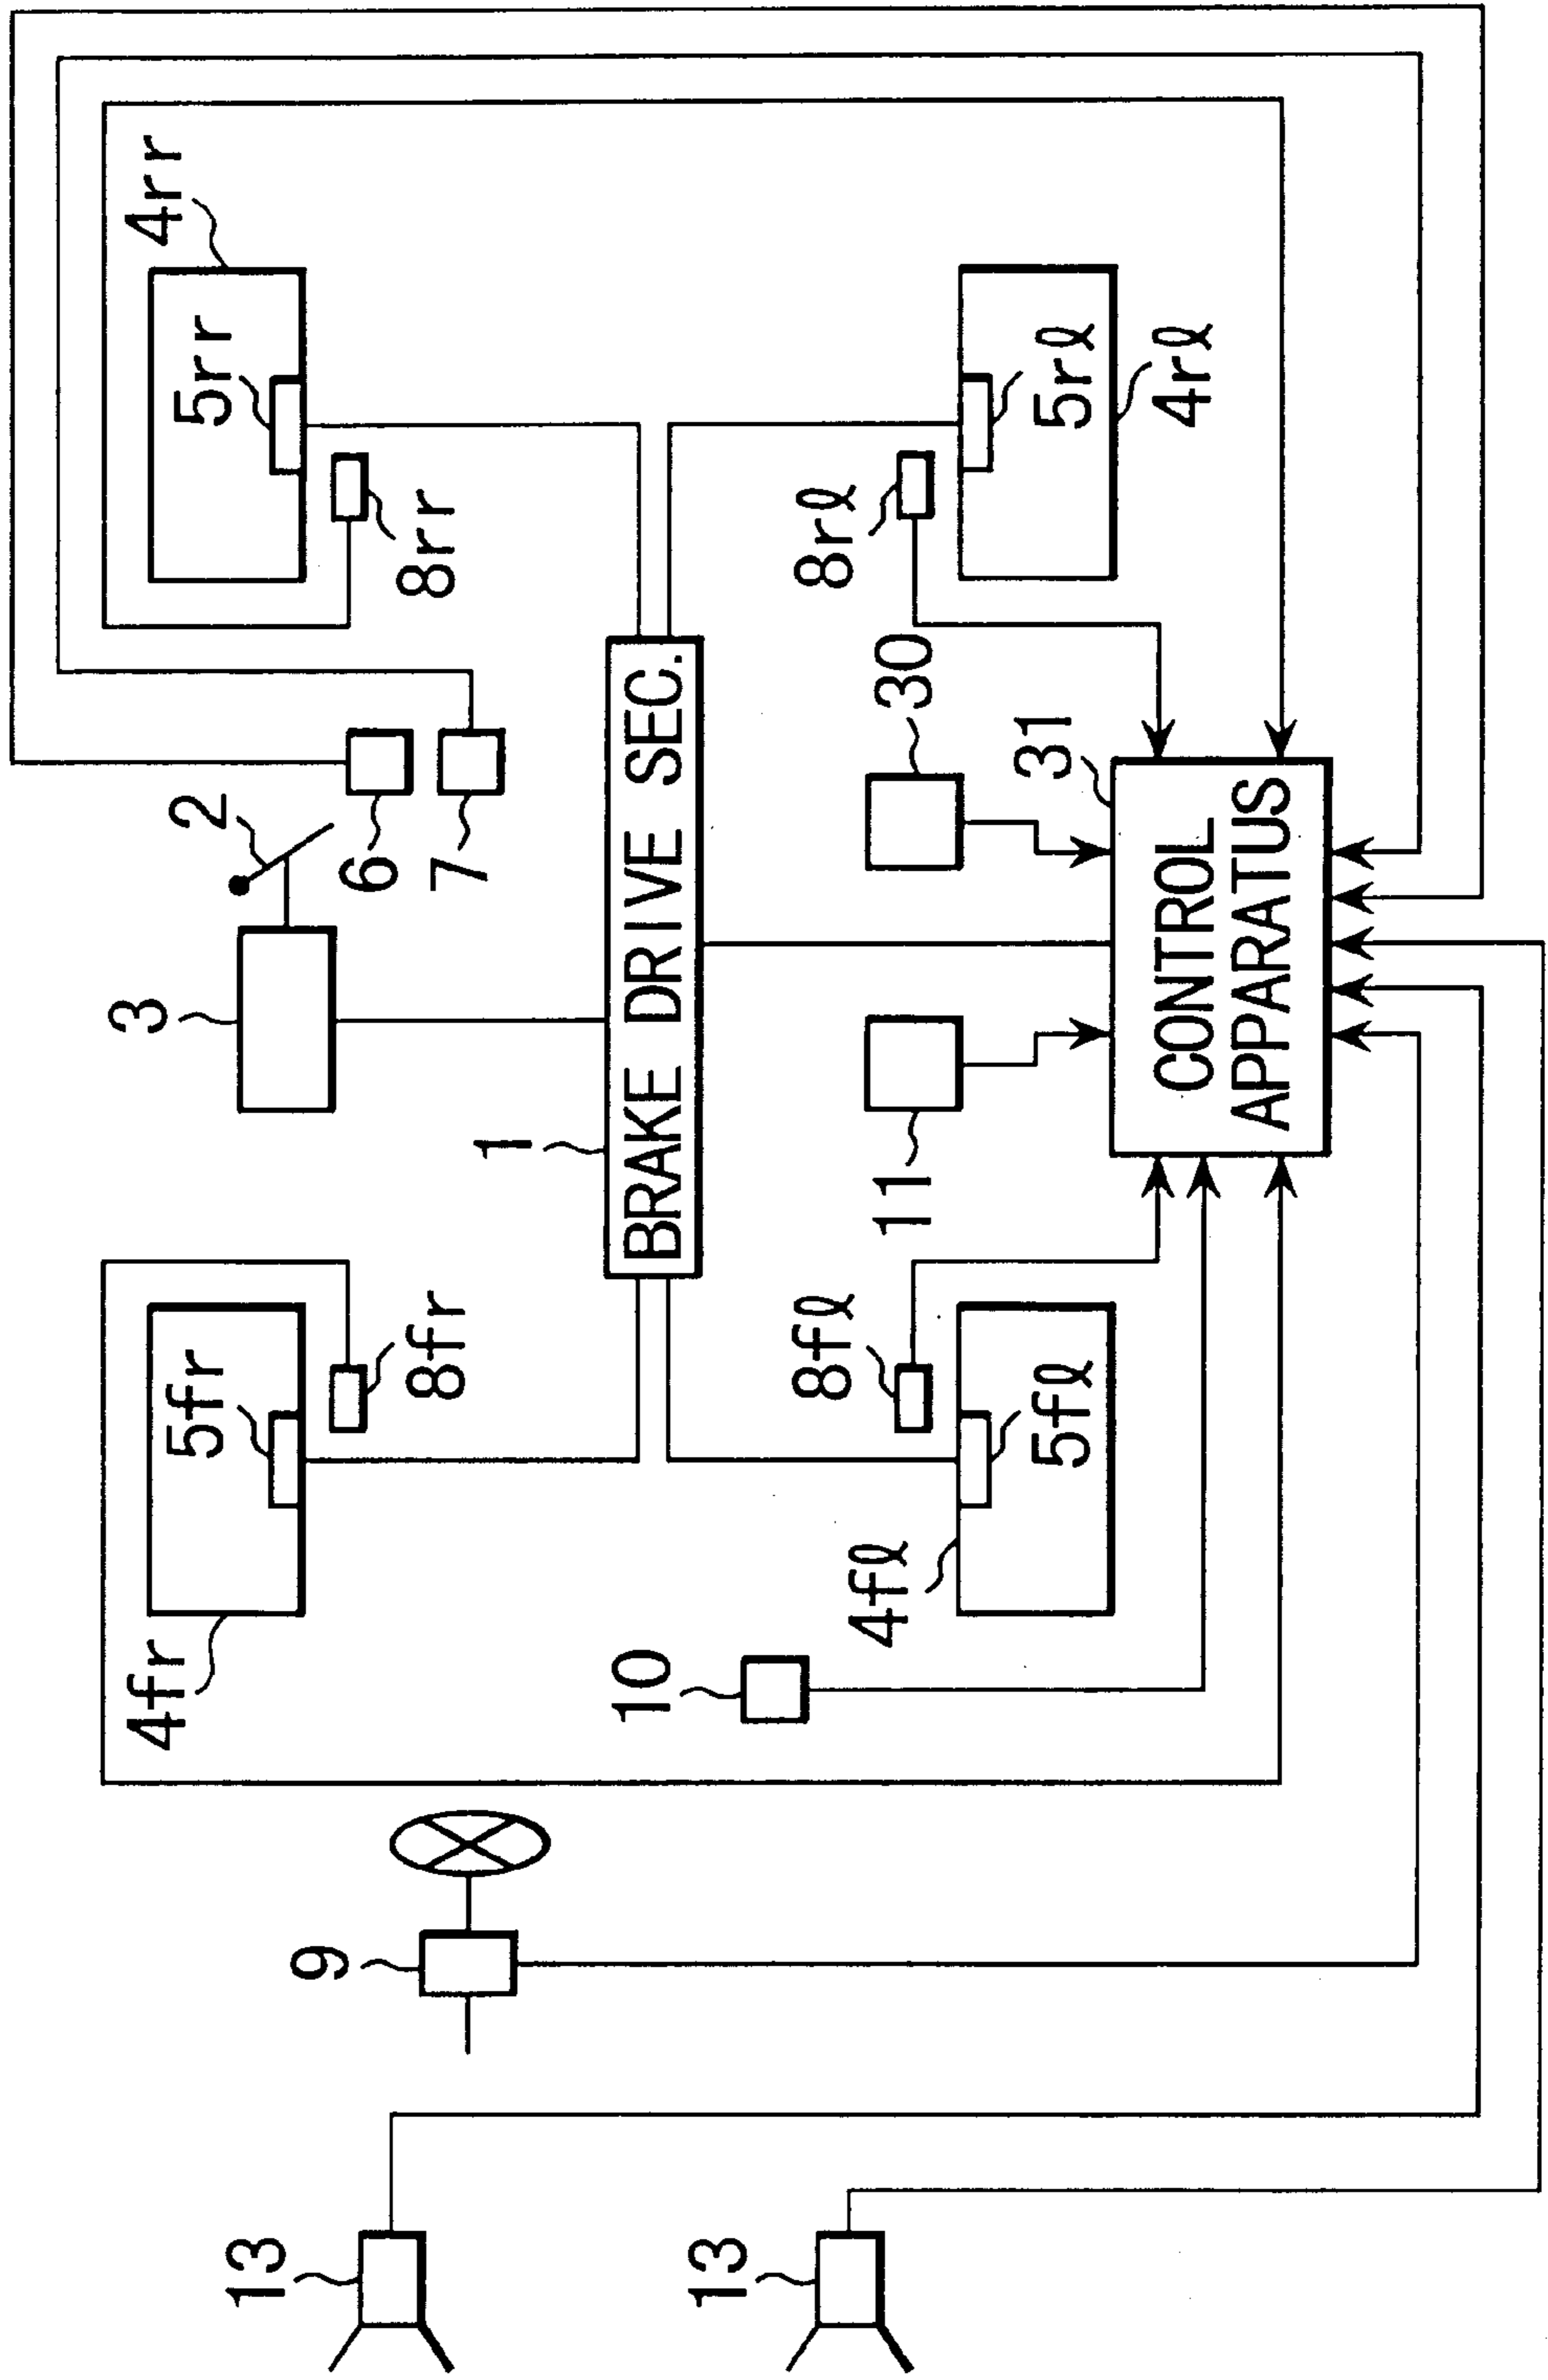 4rr
5rr
8rr
2
6
7
3
1
BRAKE DRIVE SEC.
5rℓ
4rℓ
8rℓ
30
31
CONTROL
APPARATUS
11
4fr
5fr
8fr
8fℓ
5fℓ
4fℓ
10
9
13
13